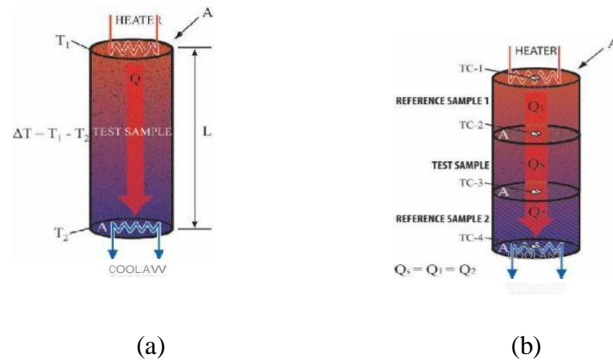 A
HEATER
T₁
Q
ΔT = T₁ - T₂
TEST SAMPLE
L
T₂
A
COOLAVV
(a)
A
HEATER
TC-1
REFERENCE SAMPLE 1
Q₁
TC-2
A
TEST SAMPLE
Qₛ
TC-3
A
Q₂
REFERENCE SAMPLE 2
TC-4
A
COOLANT
Qₛ = Q₁ = Q₂
(b)